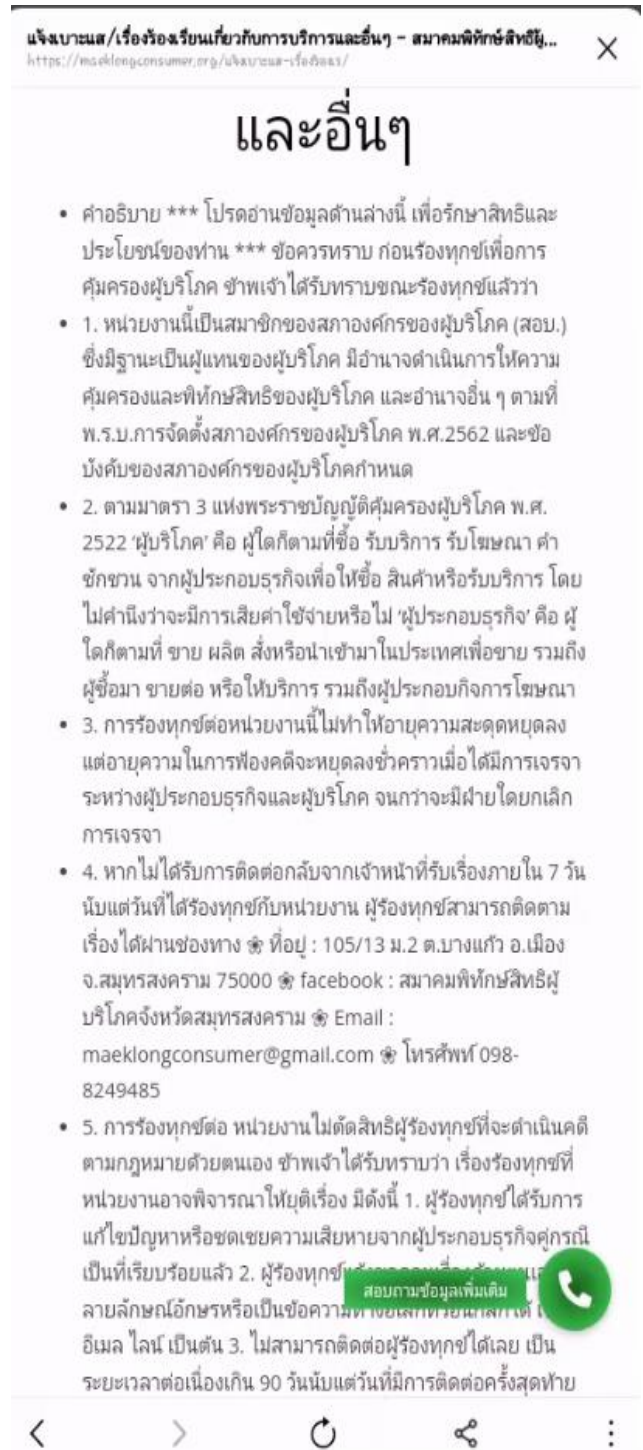 แจ้งเบาะแส/เรื่องร้องเรียนเกี่ยวกับการบริการและอื่นๆ – สมาคมพิทักษ์สิทธิผู้...
https://maeklongconsumer.org/แจ้งเบาะแส-เรื่องร้องเร/
และอื่นๆ
• คำอธิบาย *** โปรดอ่านข้อมูลด้านล่างนี้ เพื่อรักษาสิทธิและ
ประโยชน์ของท่าน *** ข้อควรทราบ ก่อนร้องทุกข์เพื่อการ
คุ้มครองผู้บริโภค ข้าพเจ้าได้รับทราบขณะร้องทุกข์แล้วว่า
• 1. หน่วยงานนี้เป็นสมาชิกของสภาองค์กรของผู้บริโภค (สอบ.)
ซึ่งมีฐานะเป็นผู้แทนของผู้บริโภค มีอำนาจดำเนินการให้ความ
คุ้มครองและพิทักษ์สิทธิของผู้บริโภค และอำนาจอื่น ๆ ตามที่
พ.ร.บ.การจัดตั้งสภาองค์กรของผู้บริโภค พ.ศ.2562 และข้อ
บังคับของสภาองค์กรของผู้บริโภคกำหนด
• 2. ตามมาตรา 3 แห่งพระราชบัญญัติคุ้มครองผู้บริโภค พ.ศ.
2522 ‘ผู้บริโภค’ คือ ผู้ใดก็ตามที่ซื้อ รับบริการ รับโฆษณา คำ
ชักชวน จากผู้ประกอบธุรกิจเพื่อให้ซื้อ สินค้าหรือรับบริการ โดย
ไม่คำนึงว่าจะมีการเสียค่าใช้จ่ายหรือไม่ ‘ผู้ประกอบธุรกิจ’ คือ ผู้
ใดก็ตามที่ ขาย ผลิต สั่งหรือนำเข้ามาในประเทศเพื่อขาย รวมถึง
ผู้ซื้อมา ขายต่อ หรือให้บริการ รวมถึงผู้ประกอบกิจการโฆษณา
• 3. การร้องทุกข์ต่อหน่วยงานนี้ไม่ทำให้อายุความสะดุดหยุดลง
แต่อายุความในการฟ้องคดีจะหยุดลงชั่วคราวเมื่อได้มีการเจรจา
ระหว่างผู้ประกอบธุรกิจและผู้บริโภค จนกว่าจะมีฝ่ายใดยกเลิก
การเจรจา
• 4. หากไม่ได้รับการติดต่อกลับจากเจ้าหน้าที่รับเรื่องภายใน 7 วัน
นับแต่วันที่ได้ร้องทุกข์กับหน่วยงาน ผู้ร้องทุกข์สามารถติดตาม
เรื่องได้ผ่านช่องทาง ❀ ที่อยู่ : 105/13 ม.2 ต.บางแก้ว อ.เมือง
จ.สมุทรสงคราม 75000 ❀ facebook : สมาคมพิทักษ์สิทธิผู้
บริโภคจังหวัดสมุทรสงคราม ❀ Email :
maeklongconsumer@gmail.com ❀ โทรศัพท์ 098-
8249485
• 5. การร้องทุกข์ต่อ หน่วยงานไม่ตัดสิทธิผู้ร้องทุกข์ที่จะดำเนินคดี
ตามกฎหมายด้วยตนเอง ข้าพเจ้าได้รับทราบว่า เรื่องร้องทุกข์ที่
หน่วยงานอาจพิจารณาให้ยุติเรื่อง มีดังนี้ 1. ผู้ร้องทุกข์ได้รับการ
แก้ไขปัญหาหรือชดเชยความเสียหายจากผู้ประกอบธุรกิจคู่กรณี
เป็นที่เรียบร้อยแล้ว 2. ผู้ร้องทุกข์
สอบถามข้อมูลเพิ่มเติม
ลายลักษณ์อักษรหรือเป็นข้อความ
อีเมล ไลน์ เป็นต้น 3. ไม่สามารถติดต่อผู้ร้องทุกข์ได้เลย เป็น
ระยะเวลาต่อเนื่องเกิน 90 วันนับแต่วันที่มีการติดต่อครั้งสุดท้าย